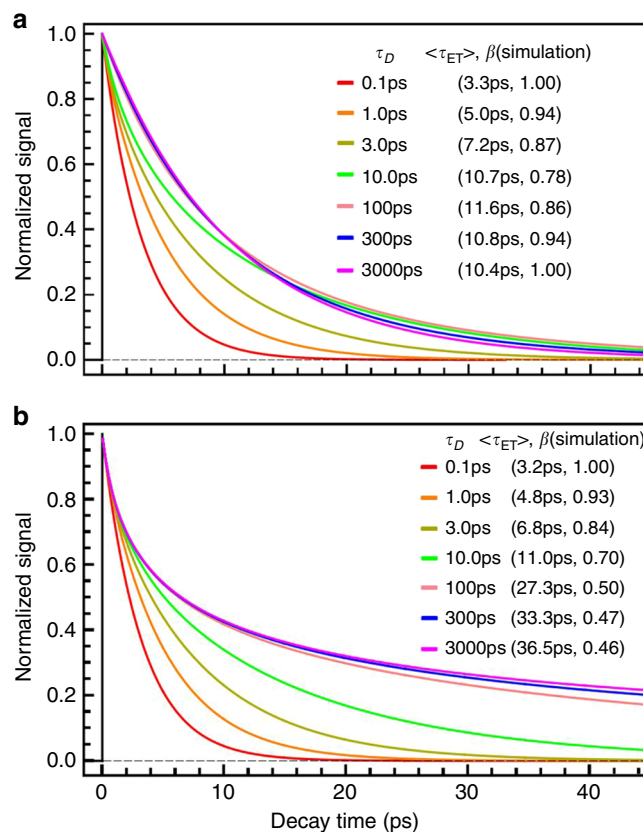 a
τD <τET>, β(simulation)
0.1ps (3.3ps, 1.00)
1.0ps (5.0ps, 0.94)
3.0ps (7.2ps, 0.87)
10.0ps (10.7ps, 0.78)
100ps (11.6ps, 0.86)
300ps (10.8ps, 0.94)
3000ps (10.4ps, 1.00)
Normalized signal
1.0
0.8
0.6
0.4
0.2
0.0
b
τD <τET>, β(simulation)
0.1ps (3.2ps, 1.00)
1.0ps (4.8ps, 0.93)
3.0ps (6.8ps, 0.84)
10.0ps (11.0ps, 0.70)
100ps (27.3ps, 0.50)
300ps (33.3ps, 0.47)
3000ps (36.5ps, 0.46)
Normalized signal
1.0
0.8
0.6
0.4
0.2
0.0
0 10 20 30 40
Decay time (ps)